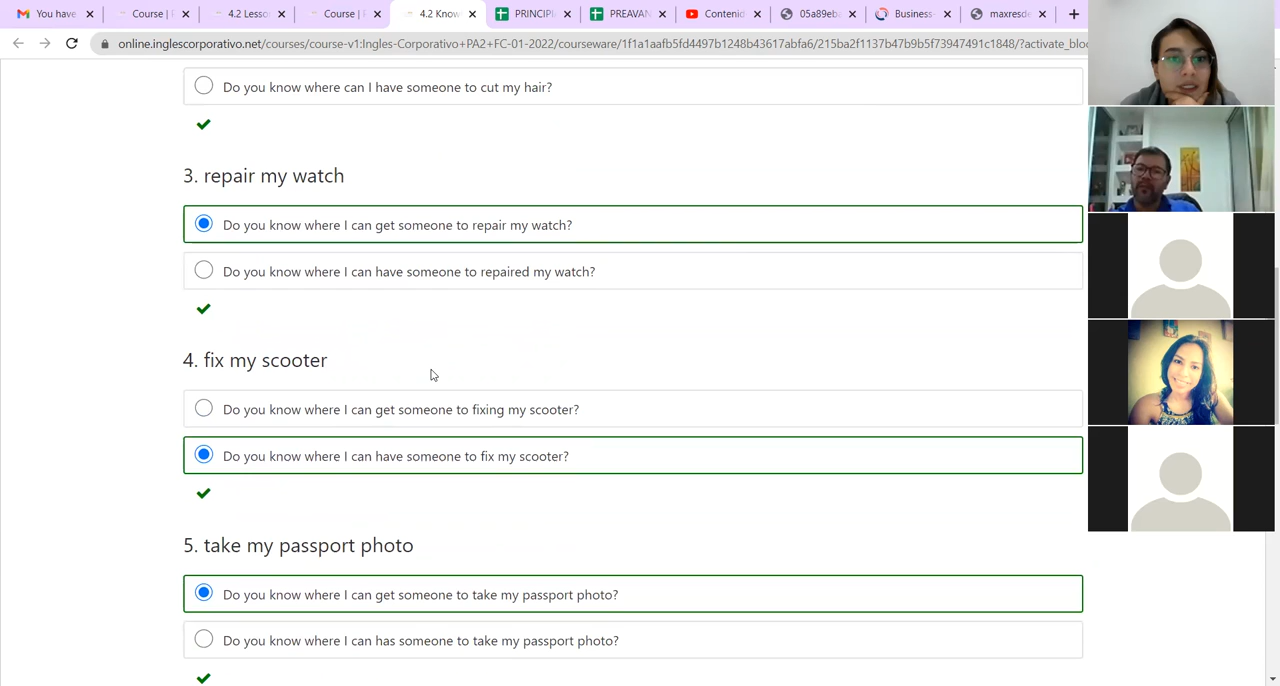 You have
Course | E
4.2 Lesso
Course | E
4.2 Know
PRINCIPI
PREAVAN
Contenid
05a89eb
Business-
maxresde
online.inglescorporativo.net/courses/course-v1:Ingles-Corporativo+PA2+FC-01-2022/courseware/1f1a1aafb5fd4497b1248b43617abfa6/215ba2f1137b47b9b5f73947491c1848/?activate_bloc
Do you know where can I have someone to cut my hair?
3. repair my watch
Do you know where I can get someone to repair my watch?
Do you know where I can have someone to repaired my watch?
4. fix my scooter
Do you know where I can get someone to fixing my scooter?
Do you know where I can have someone to fix my scooter?
5. take my passport photo
Do you know where I can get someone to take my passport photo?
Do you know where I can has someone to take my passport photo?